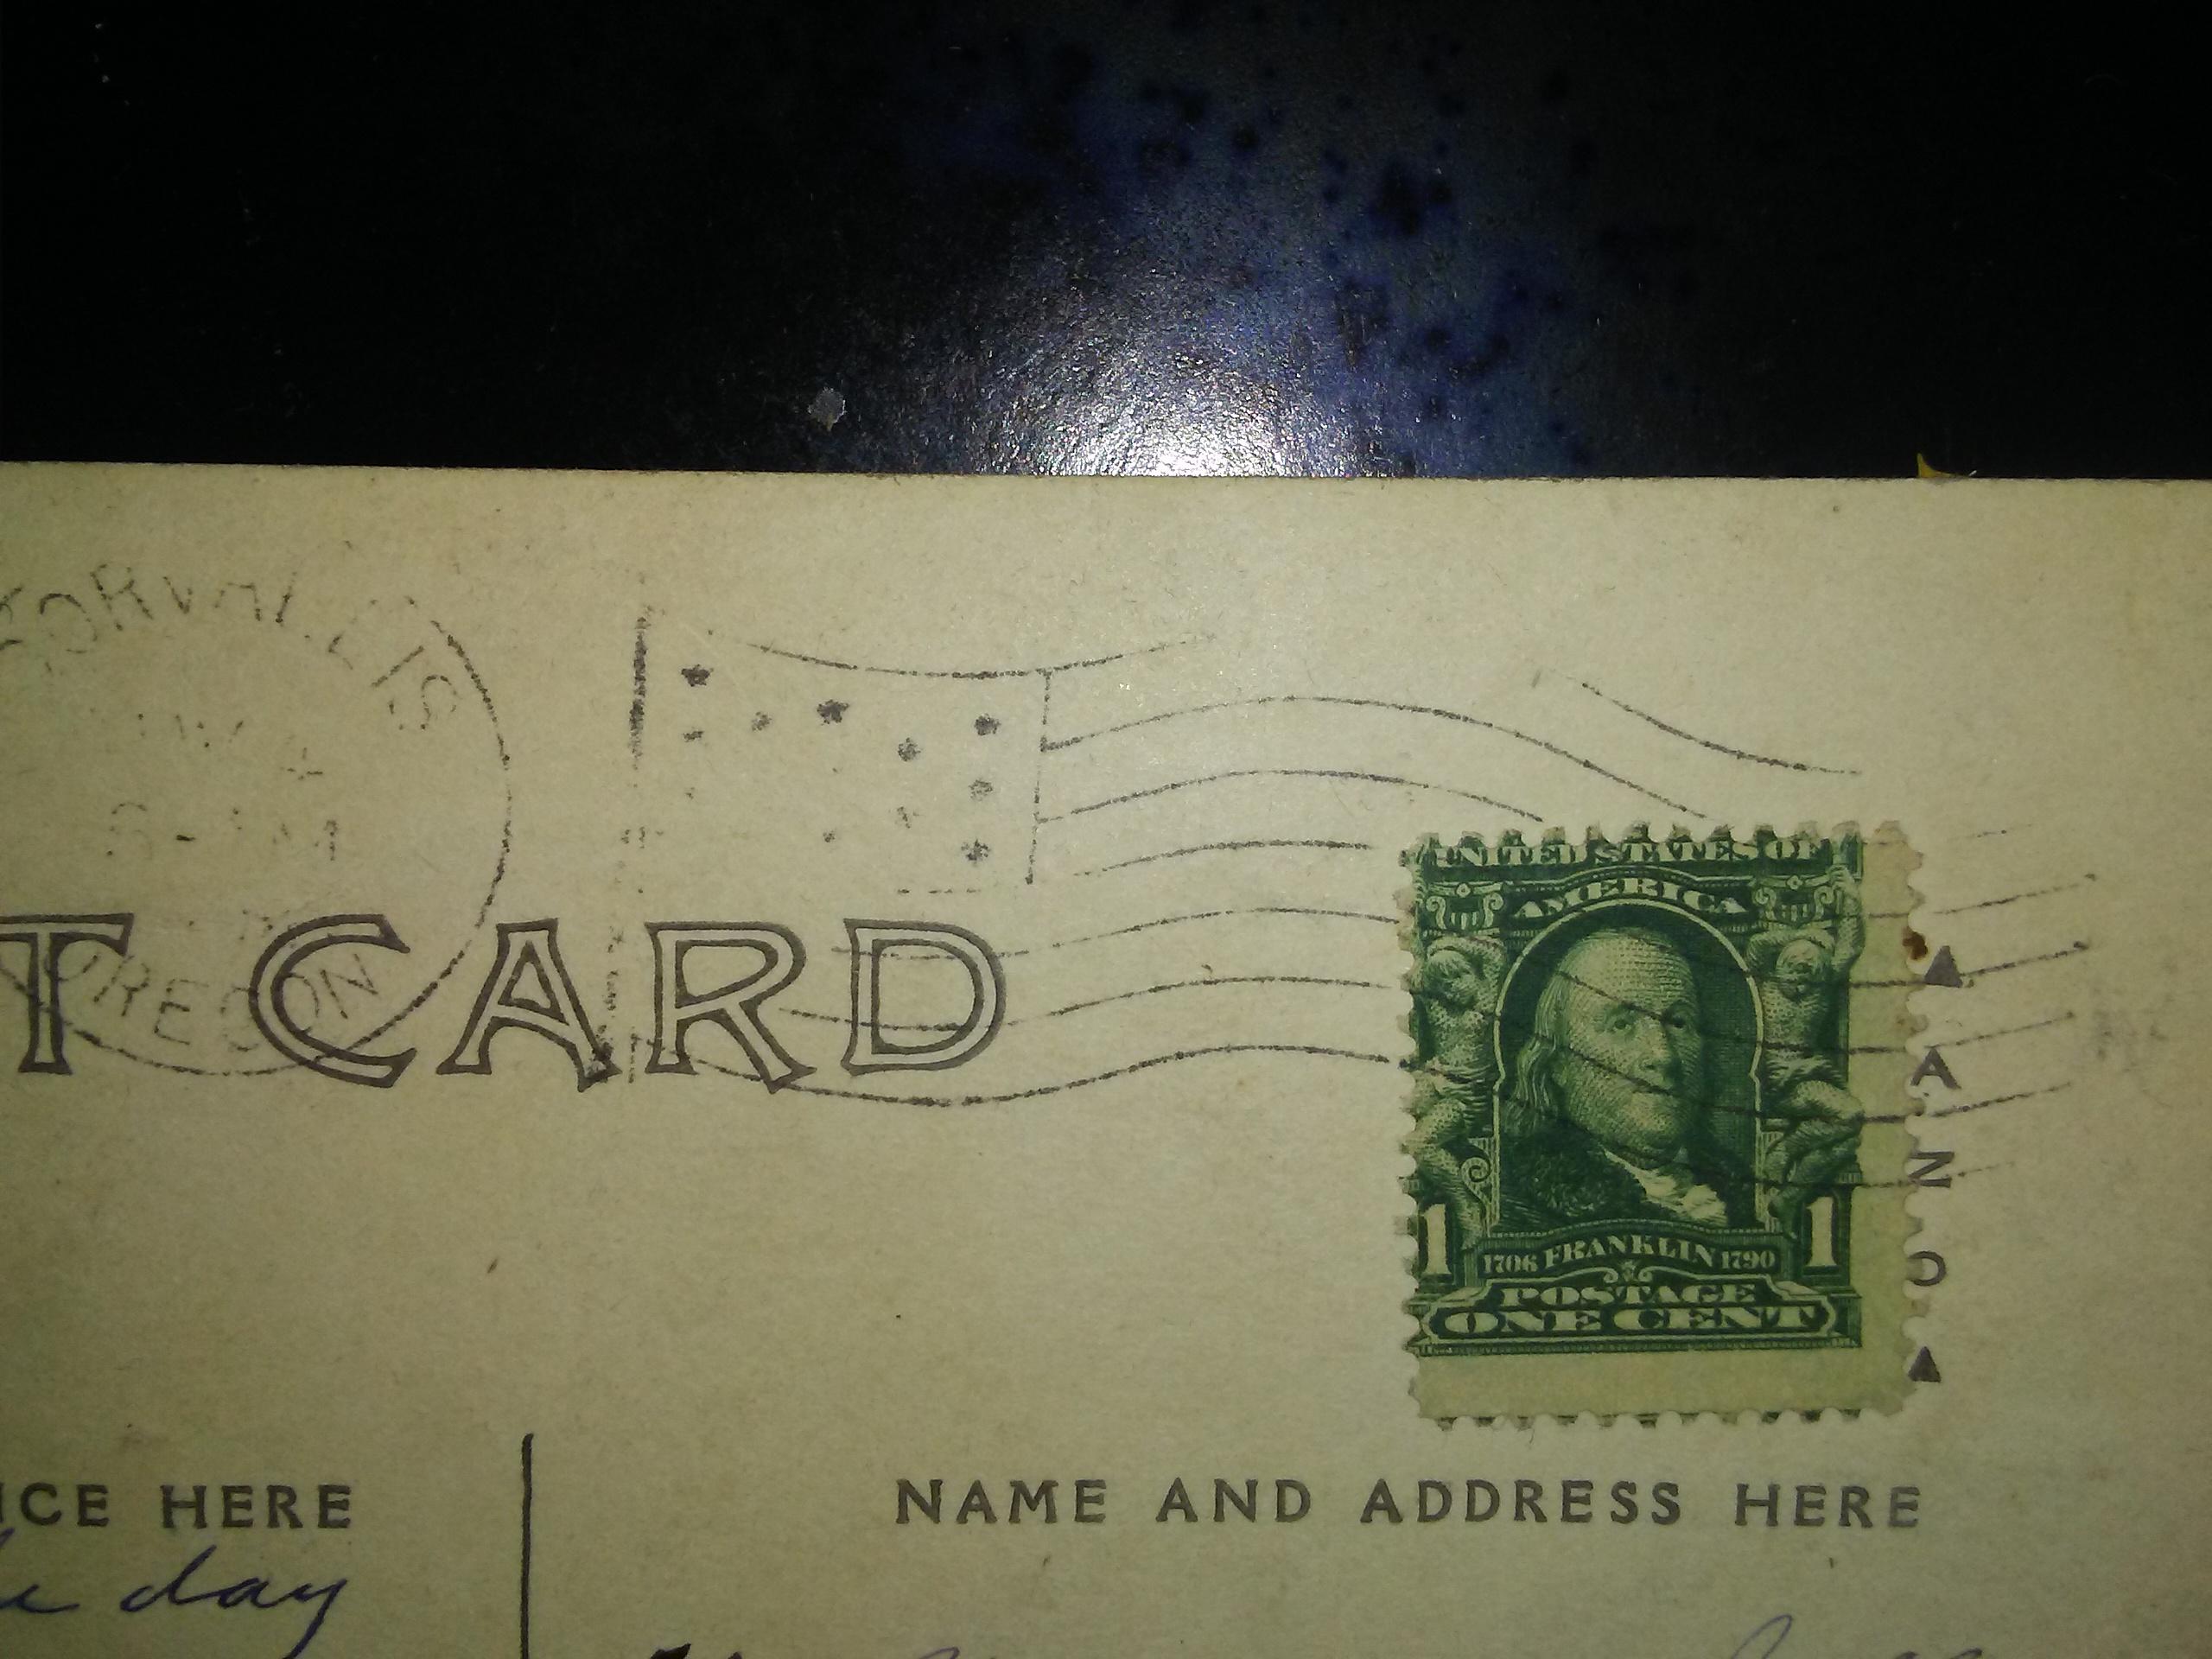 CORVALLIS
OREGON
T CARD
UNITED STATES OF
AMERICA
1 1
1706 FRANKLIN 1790
POSTAGE
ONE CENT
▲ A Z O ▲
ICE HERE
NAME AND ADDRESS HERE
day